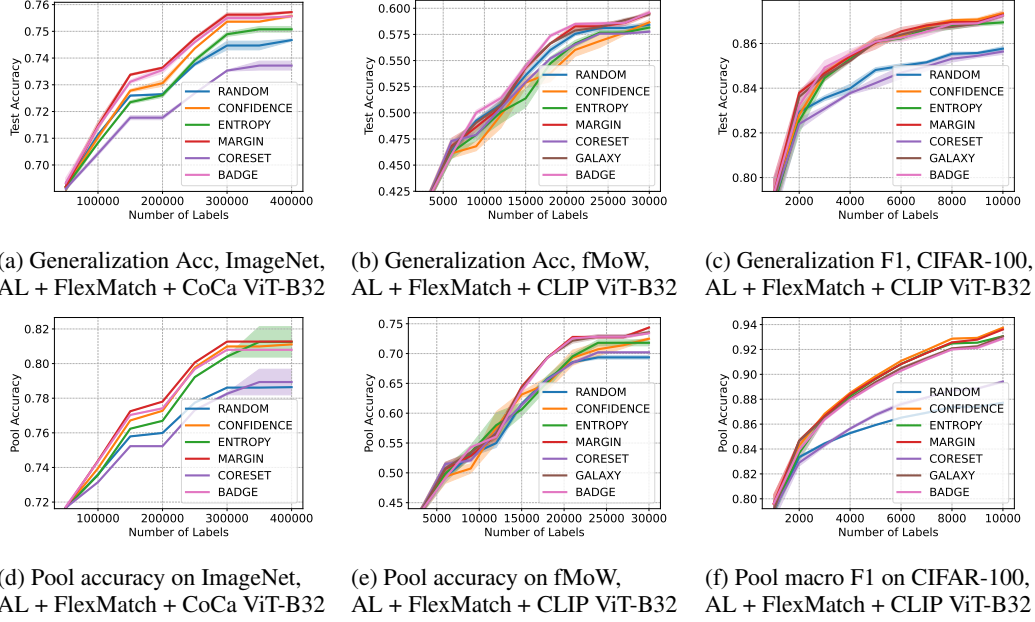 0.76
0.75
0.74
0.73
0.72
0.71
0.70
Test Accuracy
100000 200000 300000 400000
Number of Labels
RANDOM
CONFIDENCE
ENTROPY
MARGIN
CORESET
BADGE
0.600
0.575
0.550
0.525
0.500
0.475
0.450
0.425
Test Accuracy
5000 10000 15000 20000 25000 30000
Number of Labels
RANDOM
CONFIDENCE
ENTROPY
MARGIN
CORESET
GALAXY
BADGE
0.86
0.84
0.82
0.80
Test Accuracy
2000 4000 6000 8000 10000
Number of Labels
RANDOM
CONFIDENCE
ENTROPY
MARGIN
CORESET
GALAXY
BADGE
(a) Generalization Acc, ImageNet,
AL + FlexMatch + CoCa ViT-B32
(b) Generalization Acc, fMoW,
AL + FlexMatch + CLIP ViT-B32
(c) Generalization F1, CIFAR-100,
AL + FlexMatch + CLIP ViT-B32
0.82
0.80
0.78
0.76
0.74
0.72
Pool Accuracy
100000 200000 300000 400000
Number of Labels
RANDOM
CONFIDENCE
ENTROPY
MARGIN
CORESET
BADGE
0.75
0.70
0.65
0.60
0.55
0.50
0.45
Pool Accuracy
5000 10000 15000 20000 25000 30000
Number of Labels
RANDOM
CONFIDENCE
ENTROPY
MARGIN
CORESET
GALAXY
BADGE
0.94
0.92
0.90
0.88
0.86
0.84
0.82
0.80
Pool Accuracy
2000 4000 6000 8000 10000
Number of Labels
RANDOM
CONFIDENCE
ENTROPY
MARGIN
CORESET
GALAXY
BADGE
(d) Pool accuracy on ImageNet,
AL + FlexMatch + CoCa ViT-B32
(e) Pool accuracy on fMoW,
AL + FlexMatch + CLIP ViT-B32
(f) Pool macro F1 on CIFAR-100,
AL + FlexMatch + CLIP ViT-B32